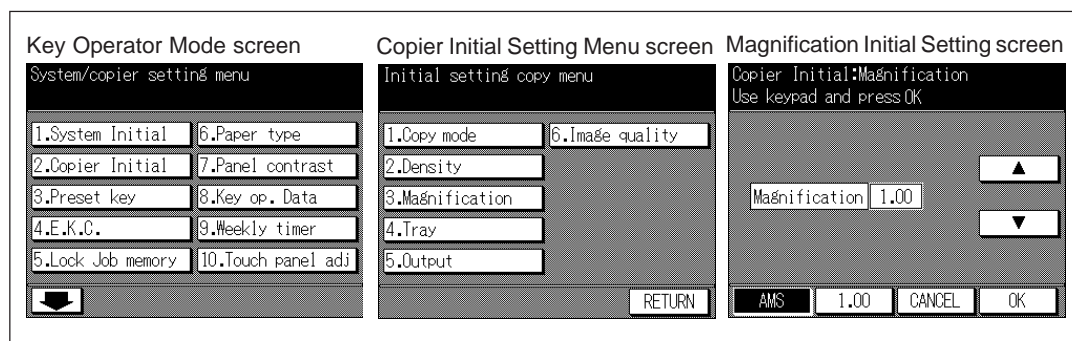 Key Operator Mode screen
System/copier setting menu
1.System Initial
6.Paper type
2.Copier Initial
7.Panel contrast
3.Preset key
8.Key op. Data
4.E.K.C.
9.Weekly timer
5.Lock Job memory
10.Touch panel adj
Copier Initial Setting Menu screen
Initial setting copy menu
1.Copy mode
6.Image quality
2.Density
3.Magnification
4.Tray
5.Output
RETURN
Magnification Initial Setting screen
Copier Initial:Magnification
Use keypad and press OK
Magnification 1.00
AMS 1.00 CANCEL OK